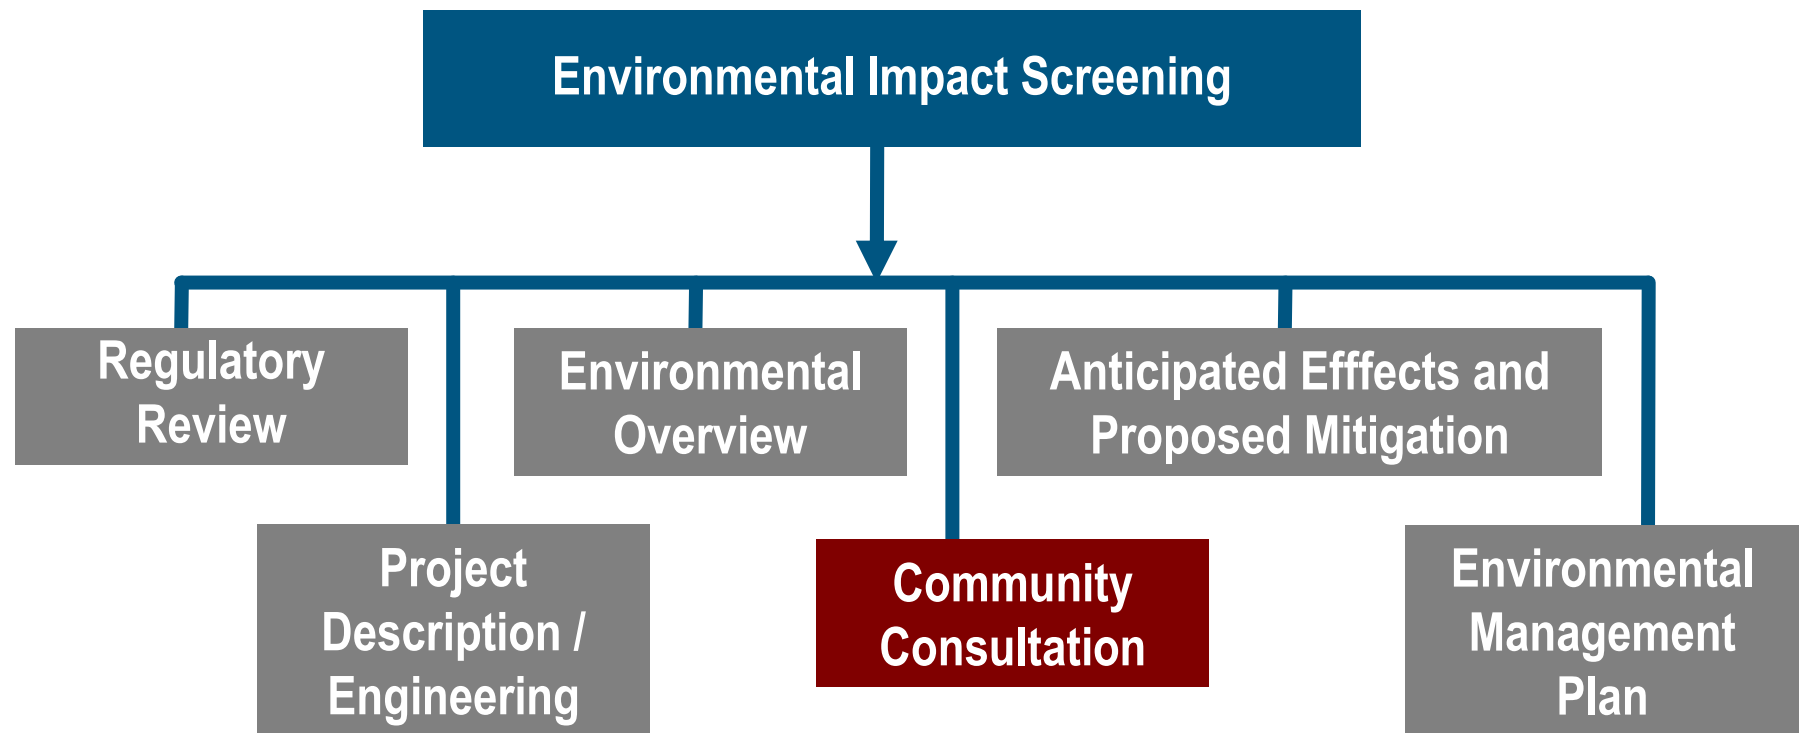 Environmental Impact Screening
Regulatory
Review
Environmental
Overview
Anticipated Efffects and
Proposed Mitigation
Project
Description /
Engineering
Community
Consultation
Environmental
Management
Plan